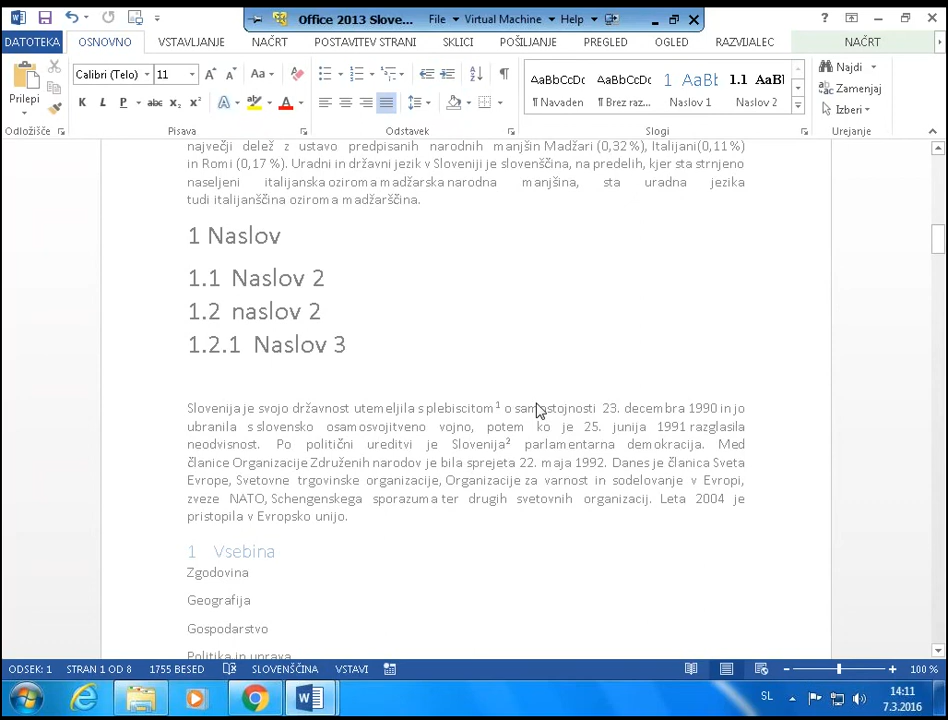 Office 2013 Slove... File Virtual Machine Help
DATOTEKA OSNOVNO VSTAVLJANJE NAČRT POSTAVITEV STRANI SKLICI POŠILJANJE PREGLED OGLED RAZVIJALEC NAČRT
Prilepi
Calibri (Telo) 11 Aa
K L P abc x₂ x²
AaBbCcDc AaBbCcDc 1 AaBb 1.1 AaBl
¶ Navaden ¶ Brez raz... Naslov 1 Naslov 2
Najdi
Zamenjaj
Izberi
Odložišče Pisava Odstavek Slogi Urejanje
največji delež z ustavo predpisanih narodnih manjšin Madžari (0,32%), Italijani(0,11%)
in Romi (0,17 %). Uradni in državni jezik v Sloveniji je slovenščina, na predelih, kjer sta strnjeno
naseljeni italijanska oziroma madžarska narodna manjšina, sta uradna jezika
tudi italijanščina oziroma madžarščina.
1 Naslov
1.1 Naslov 2
1.2 naslov 2
1.2.1 Naslov 3
Slovenija je svojo državnost utemeljila s plebiscitom¹ o samostojnosti 23. decembra 1990 in jo
ubranila s slovensko osamosvojitveno vojno, potem ko je 25. junija 1991 razglasila
neodvisnost. Po politični ureditvi je Slovenija² parlamentarna demokracija. Med
članice Organizacije Združenih narodov je bila sprejeta 22. maja 1992. Danes je članica Sveta
Evrope, Svetovne trgovinske organizacije, Organizacije za varnost in sodelovanje v Evropi,
zveze NATO, Schengenskega sporazuma ter drugih svetovnih organizacij. Leta 2004 je
pristopila v Evropsko unijo.
1 Vsebina
Zgodovina
Geografija
Gospodarstvo
Politika in uprava
ODSEK: 1 STRAN 1 OD 8 1755 BESED SLOVENŠČINA VSTAVI 100 %
SL 14:11
7.3.2016